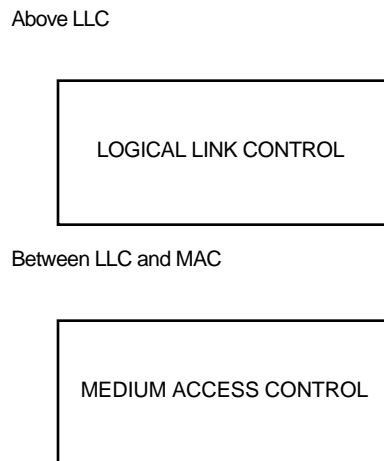 Above LLC
LOGICAL LINK CONTROL
Between LLC and MAC
MEDIUM ACCESS CONTROL